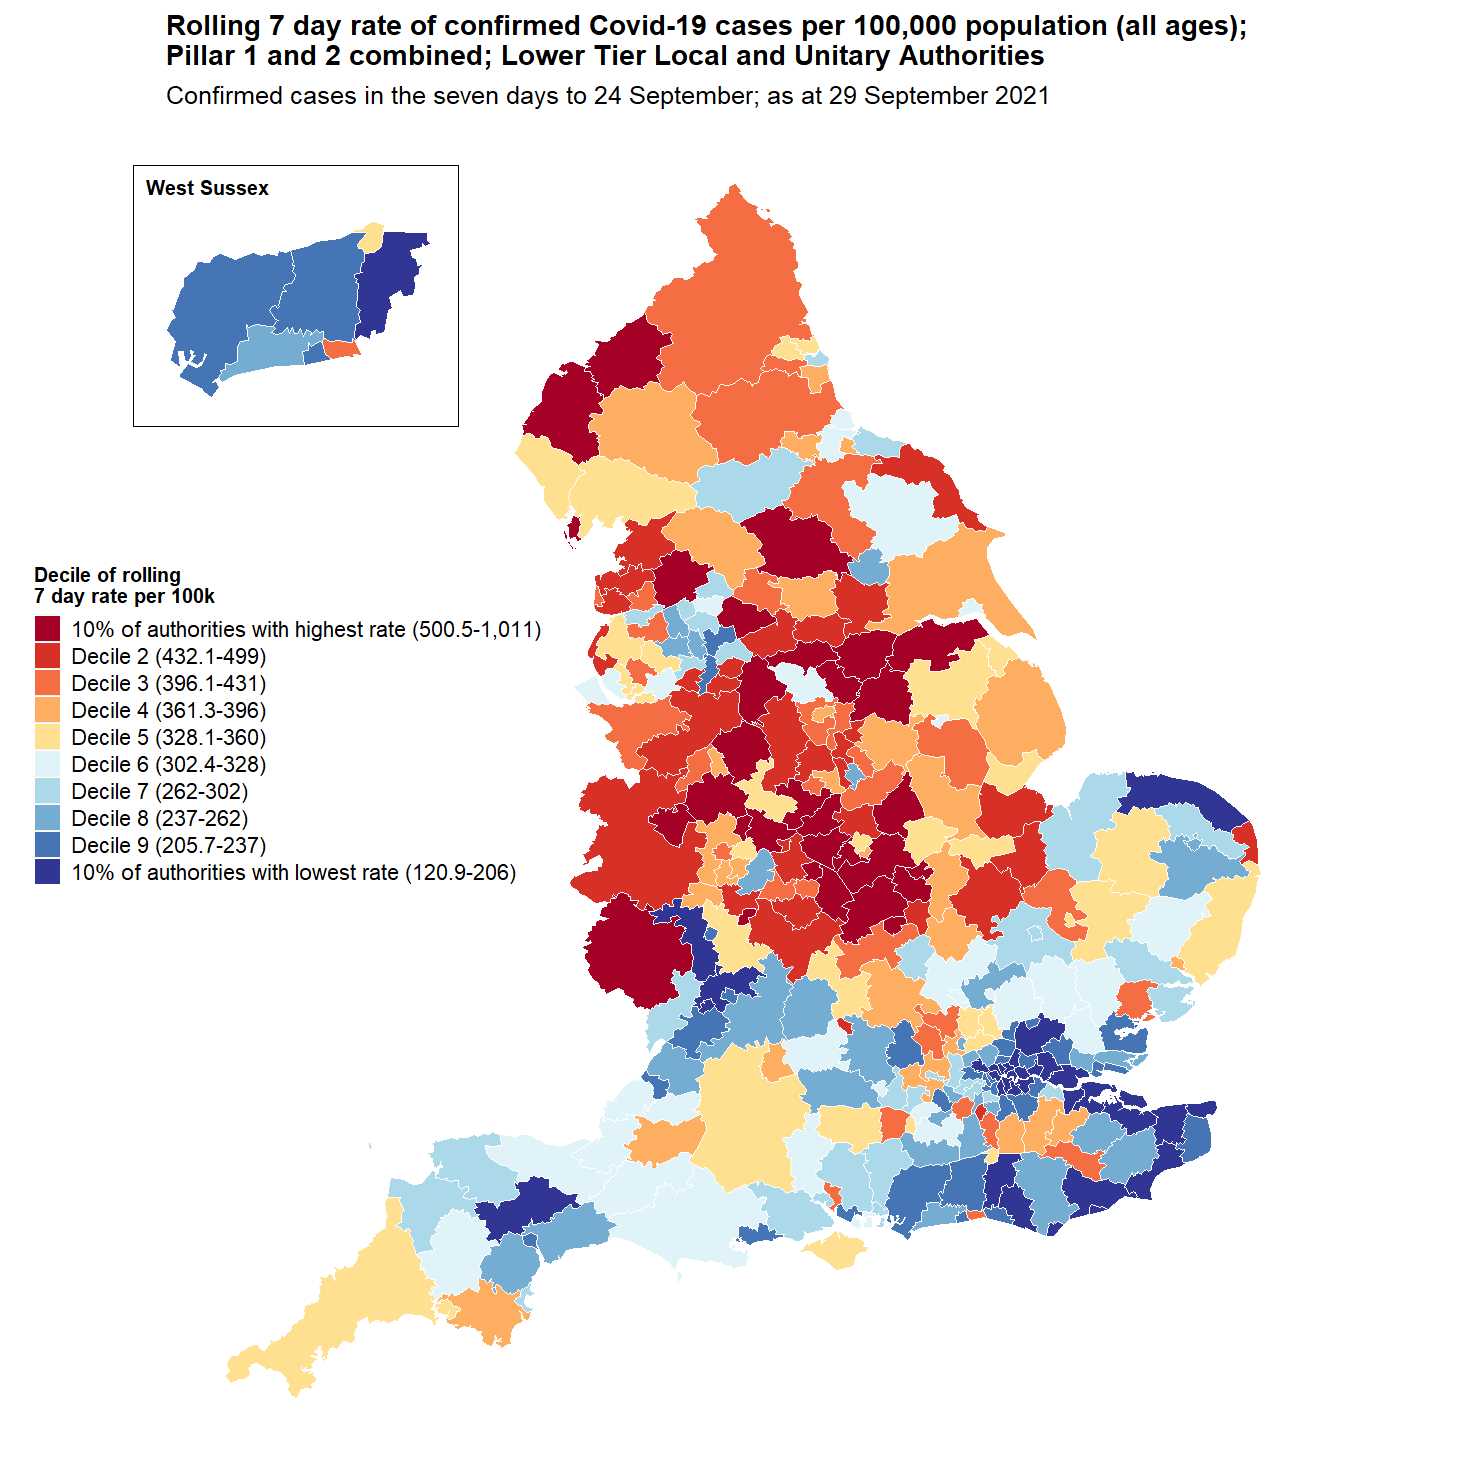 Rolling 7 day rate of confirmed Covid-19 cases per 100,000 population (all ages);
Pillar 1 and 2 combined; Lower Tier Local and Unitary Authorities
Confirmed cases in the seven days to 24 September; as at 29 September 2021
West Sussex
Decile of rolling
7 day rate per 100k
10% of authorities with highest rate (500.5-1,011)
Decile 2 (432.1-499)
Decile 3 (396.1-431)
Decile 4 (361.3-396)
Decile 5 (328.1-360)
Decile 6 (302.4-328)
Decile 7 (262-302)
Decile 8 (237-262)
Decile 9 (205.7-237)
10% of authorities with lowest rate (120.9-206)